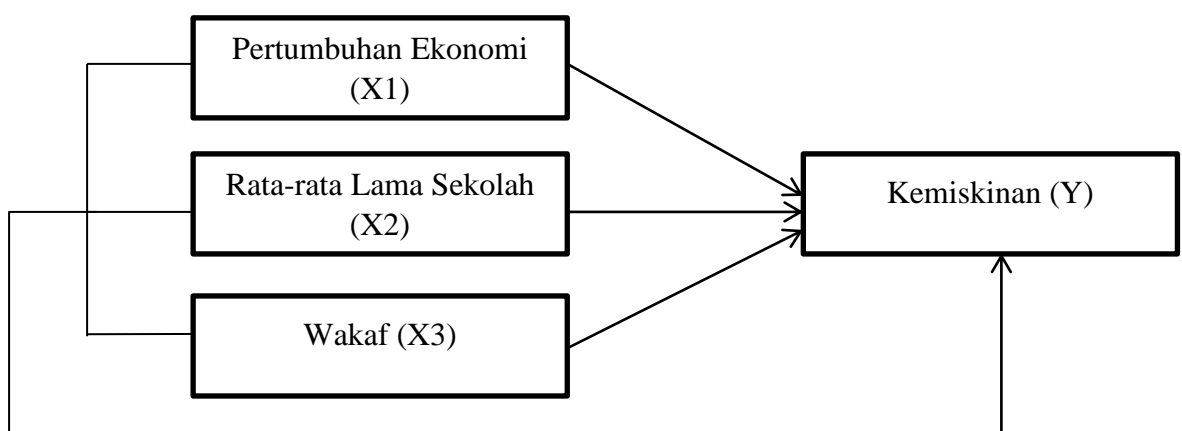 Pertumbuhan Ekonomi
(X1)
Rata-rata Lama Sekolah
(X2)
Wakaf (X3)
Kemiskinan (Y)